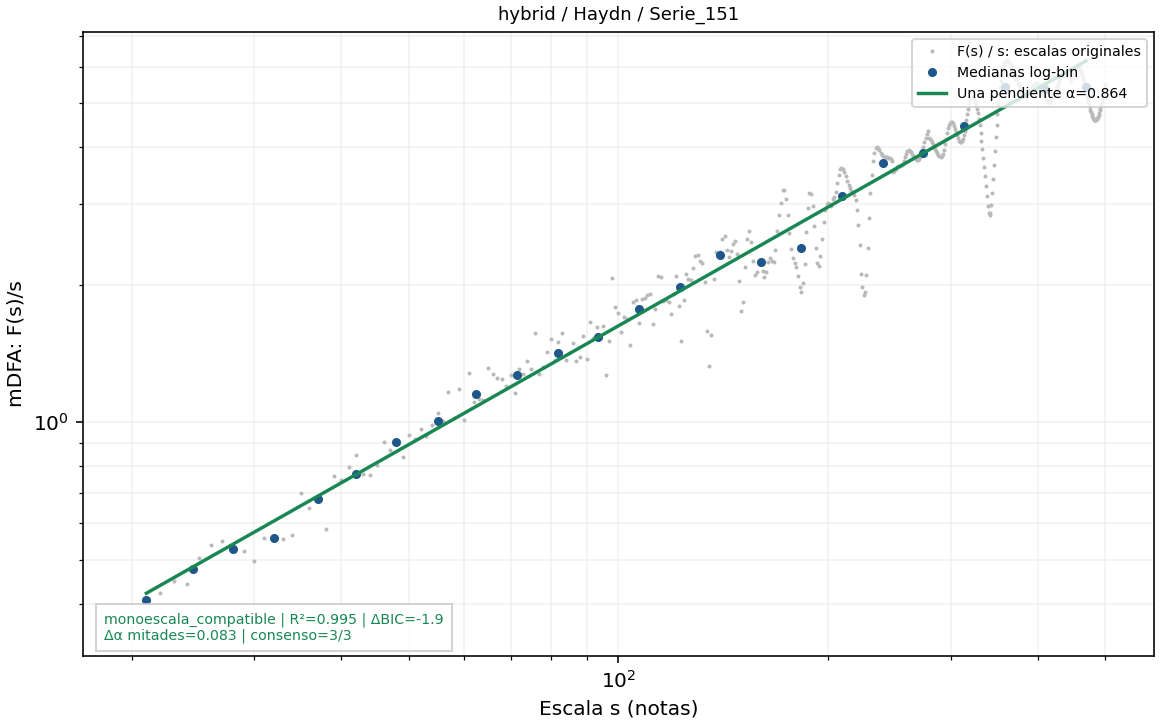 hybrid / Haydn / Serie_151
F(s) / s: escalas originales
Medianas log-bin
Una pendiente α=0.864
mDFA: F(s)/s
10⁰
monoescala_compatible | R²=0.995 | ΔBIC=-1.9
Δα mitades=0.083 | consenso=3/3
10²
Escala s (notas)